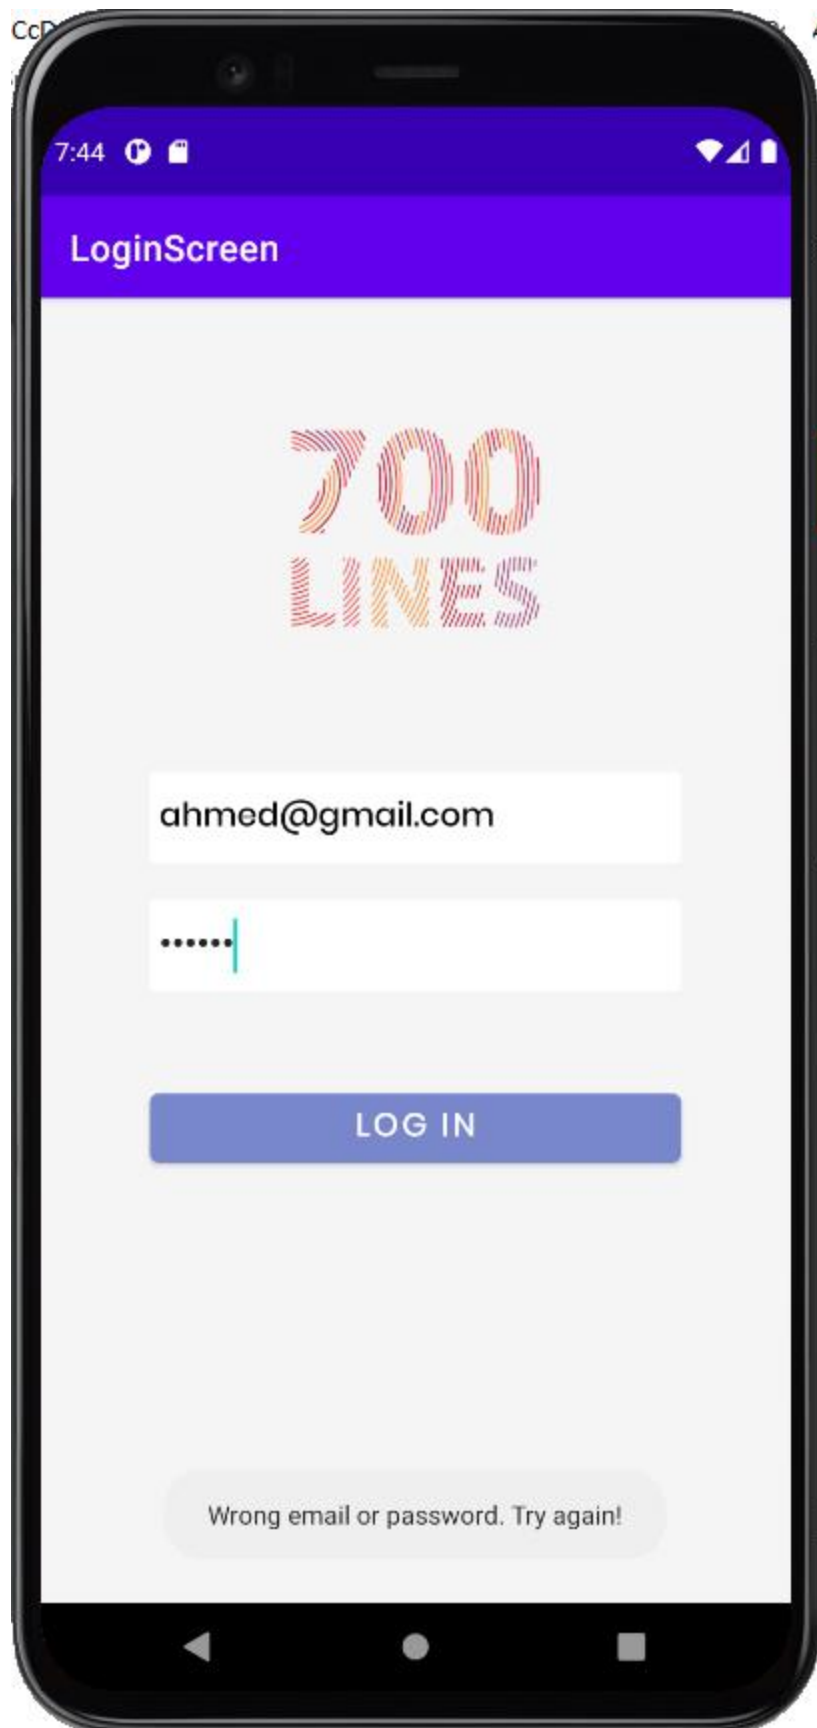 7:44
LoginScreen
700
LINES
ahmed@gmail.com
••••••
LOG IN
Wrong email or password. Try again!